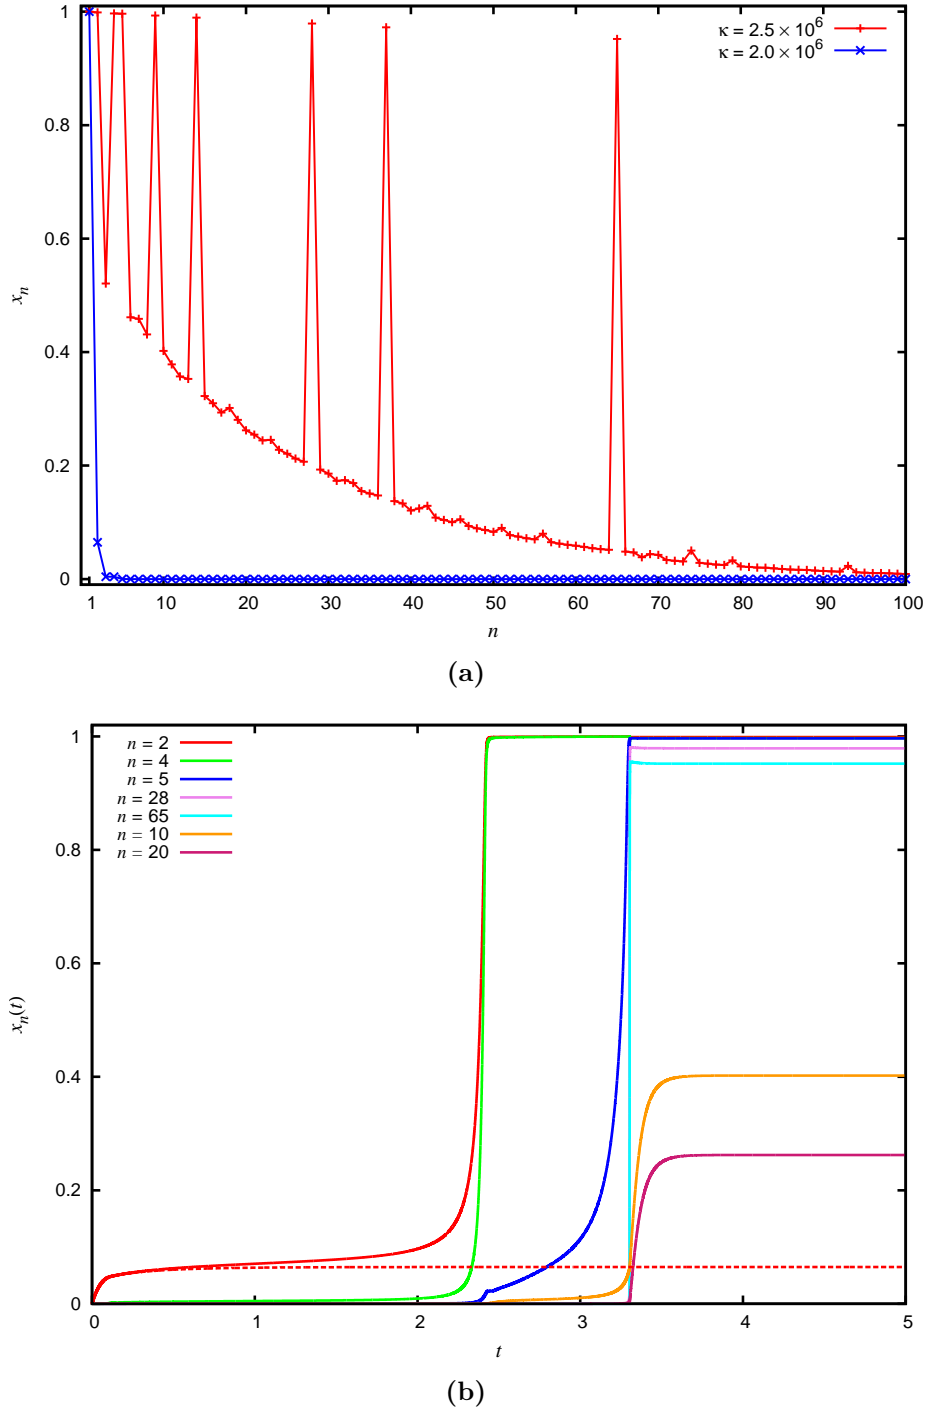 1
0.8
0.6
0.4
0.2
0
x_n
κ = 2.5 × 10^6
κ = 2.0 × 10^6
1 10 20 30 40 50 60 70 80 90 100
n
(a)
1
0.8
0.6
0.4
0.2
0
x_n(t)
n = 2
n = 4
n = 5
n = 28
n = 65
n = 10
n = 20
0 1 2 3 4 5
t
(b)